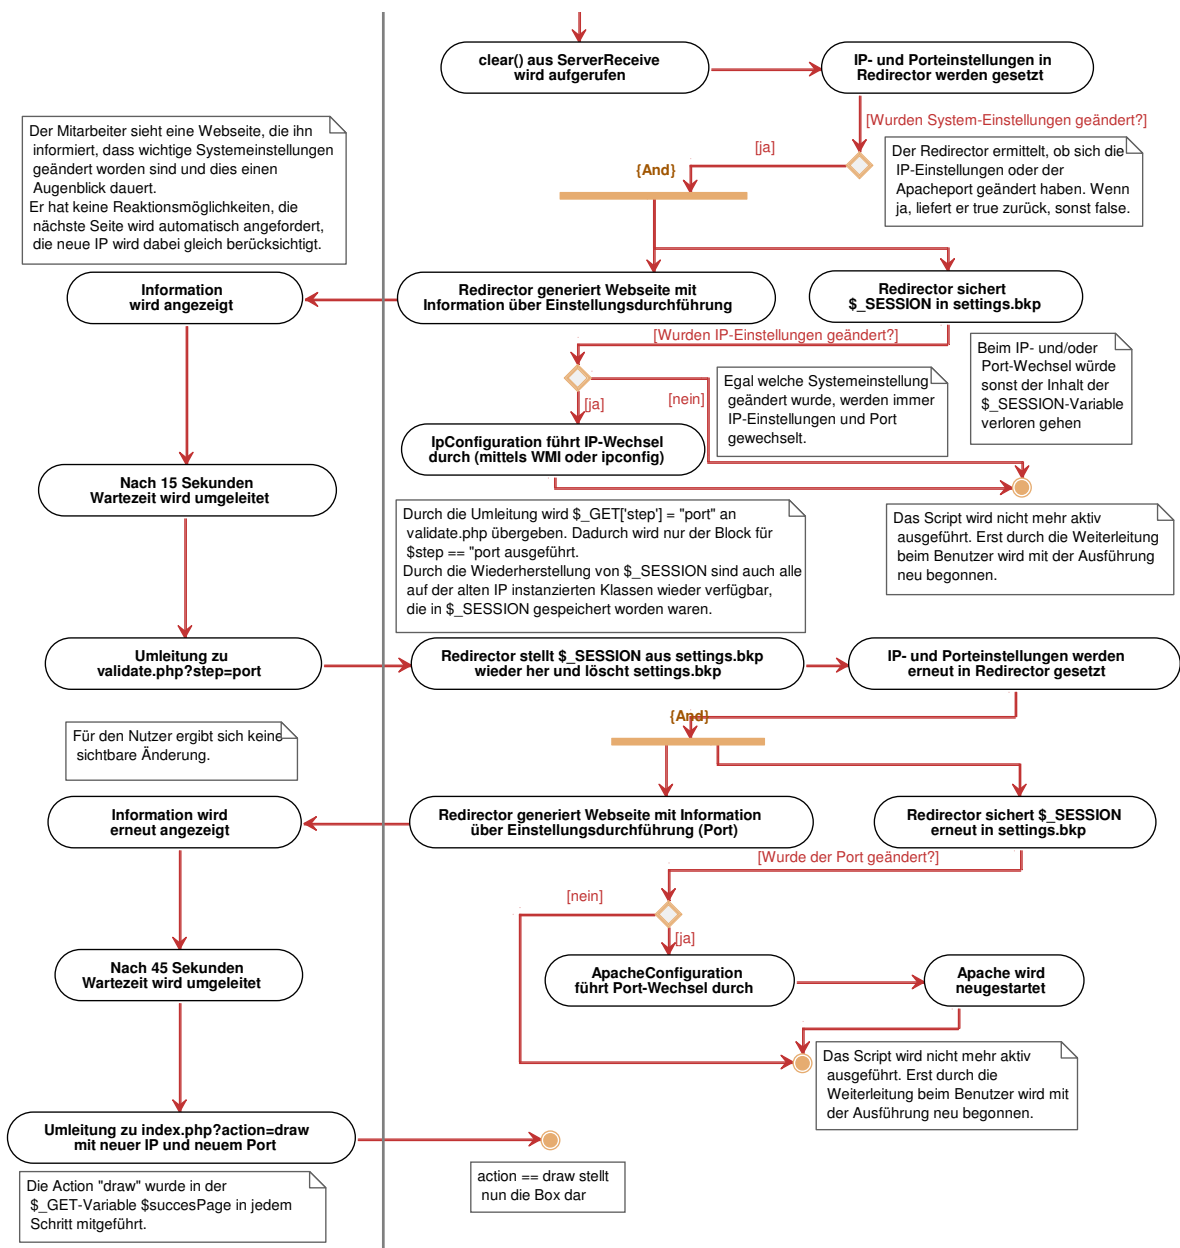 clear() aus ServerReceive
wird aufgerufen
IP- und Porteinstellungen in
Redirector werden gesetzt
[Wurden System-Einstellungen geändert?]
Der Mitarbeiter sieht eine Webseite, die ihn
informiert, dass wichtige Systemeinstellungen
geändert worden sind und dies einen
Augenblick dauert.
Er hat keine Reaktionsmöglichkeiten, die
nächste Seite wird automatisch angefordert,
die neue IP wird dabei gleich berücksichtigt.
[ja]
{And}
Der Redirector ermittelt, ob sich die
IP-Einstellungen oder der
Apacheport geändert haben. Wenn
ja, liefert er true zurück, sonst false.
Information
wird angezeigt
Redirector generiert Webseite mit
Information über Einstellungsdurchführung
Redirector sichert
$_SESSION in settings.bkp
[Wurden IP-Einstellungen geändert?]
Beim IP- und/oder
Port-Wechsel würde
sonst der Inhalt der
$_SESSION-Variable
verloren gehen
Egal welche Systemeinstellung
geändert wurde, werden immer
IP-Einstellungen und Port
gewechselt.
[ja]
[nein]
IpConfiguration führt IP-Wechsel
durch (mittels WMI oder ipconfig)
Nach 15 Sekunden
Wartezeit wird umgeleitet
Durch die Umleitung wird $_GET['step'] = "port" an
validate.php übergeben. Dadurch wird nur der Block für
$step == "port ausgeführt.
Durch die Wiederherstellung von $_SESSION sind auch alle
auf der alten IP instanzierten Klassen wieder verfügbar,
die in $_SESSION gespeichert worden waren.
Das Script wird nicht mehr aktiv
ausgeführt. Erst durch die Weiterleitung
beim Benutzer wird mit der Ausführung
neu begonnen.
Umleitung zu
validate.php?step=port
Redirector stellt $_SESSION aus settings.bkp
wieder her und löscht settings.bkp
IP- und Porteinstellungen werden
erneut in Redirector gesetzt
{And}
Für den Nutzer ergibt sich keine
sichtbare Änderung.
Information wird
erneut angezeigt
Redirector generiert Webseite mit Information
über Einstellungsdurchführung (Port)
Redirector sichert $_SESSION
erneut in settings.bkp
[Wurde der Port geändert?]
[nein]
[ja]
Nach 45 Sekunden
Wartezeit wird umgeleitet
ApacheConfiguration
führt Port-Wechsel durch
Apache wird
neugestartet
Das Script wird nicht mehr aktiv
ausgeführt. Erst durch die
Weiterleitung beim Benutzer wird mit
der Ausführung neu begonnen.
Umleitung zu index.php?action=draw
mit neuer IP und neuem Port
action == draw stellt
nun die Box dar
Die Action "draw" wurde in der
$_GET-Variable $succesPage in jedem
Schritt mitgeführt.